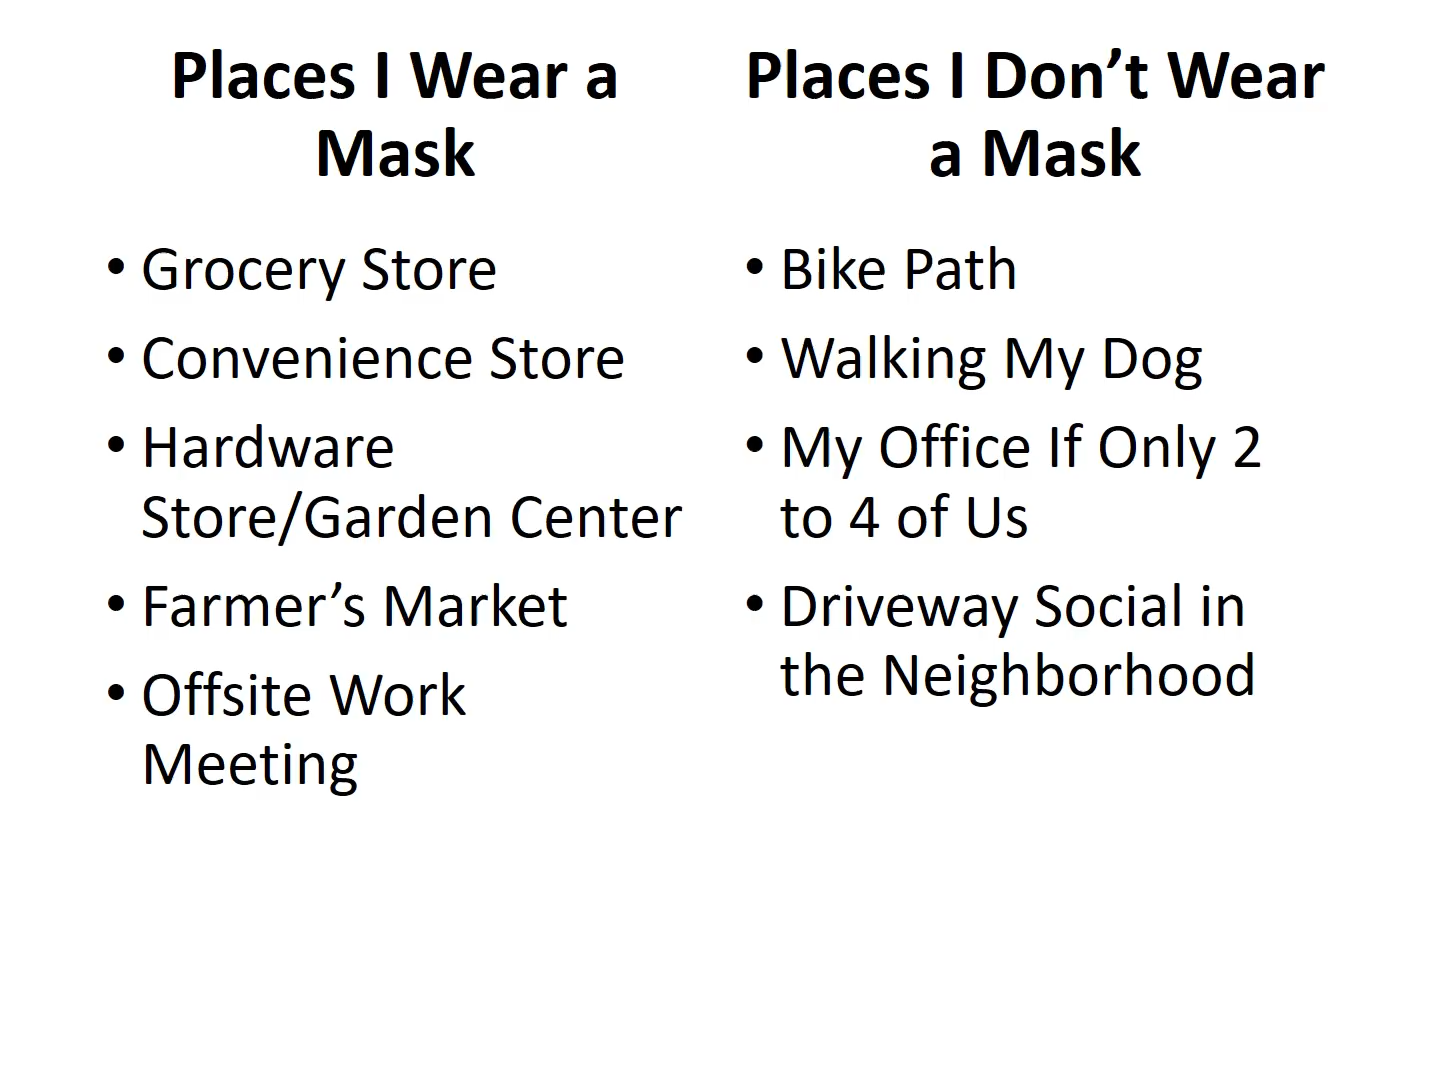 Places I Wear a
Mask
• Grocery Store
• Convenience Store
• Hardware
Store/Garden Center
• Farmer’s Market
• Offsite Work
Meeting
Places I Don’t Wear
a Mask
• Bike Path
• Walking My Dog
• My Office If Only 2
to 4 of Us
• Driveway Social in
the Neighborhood